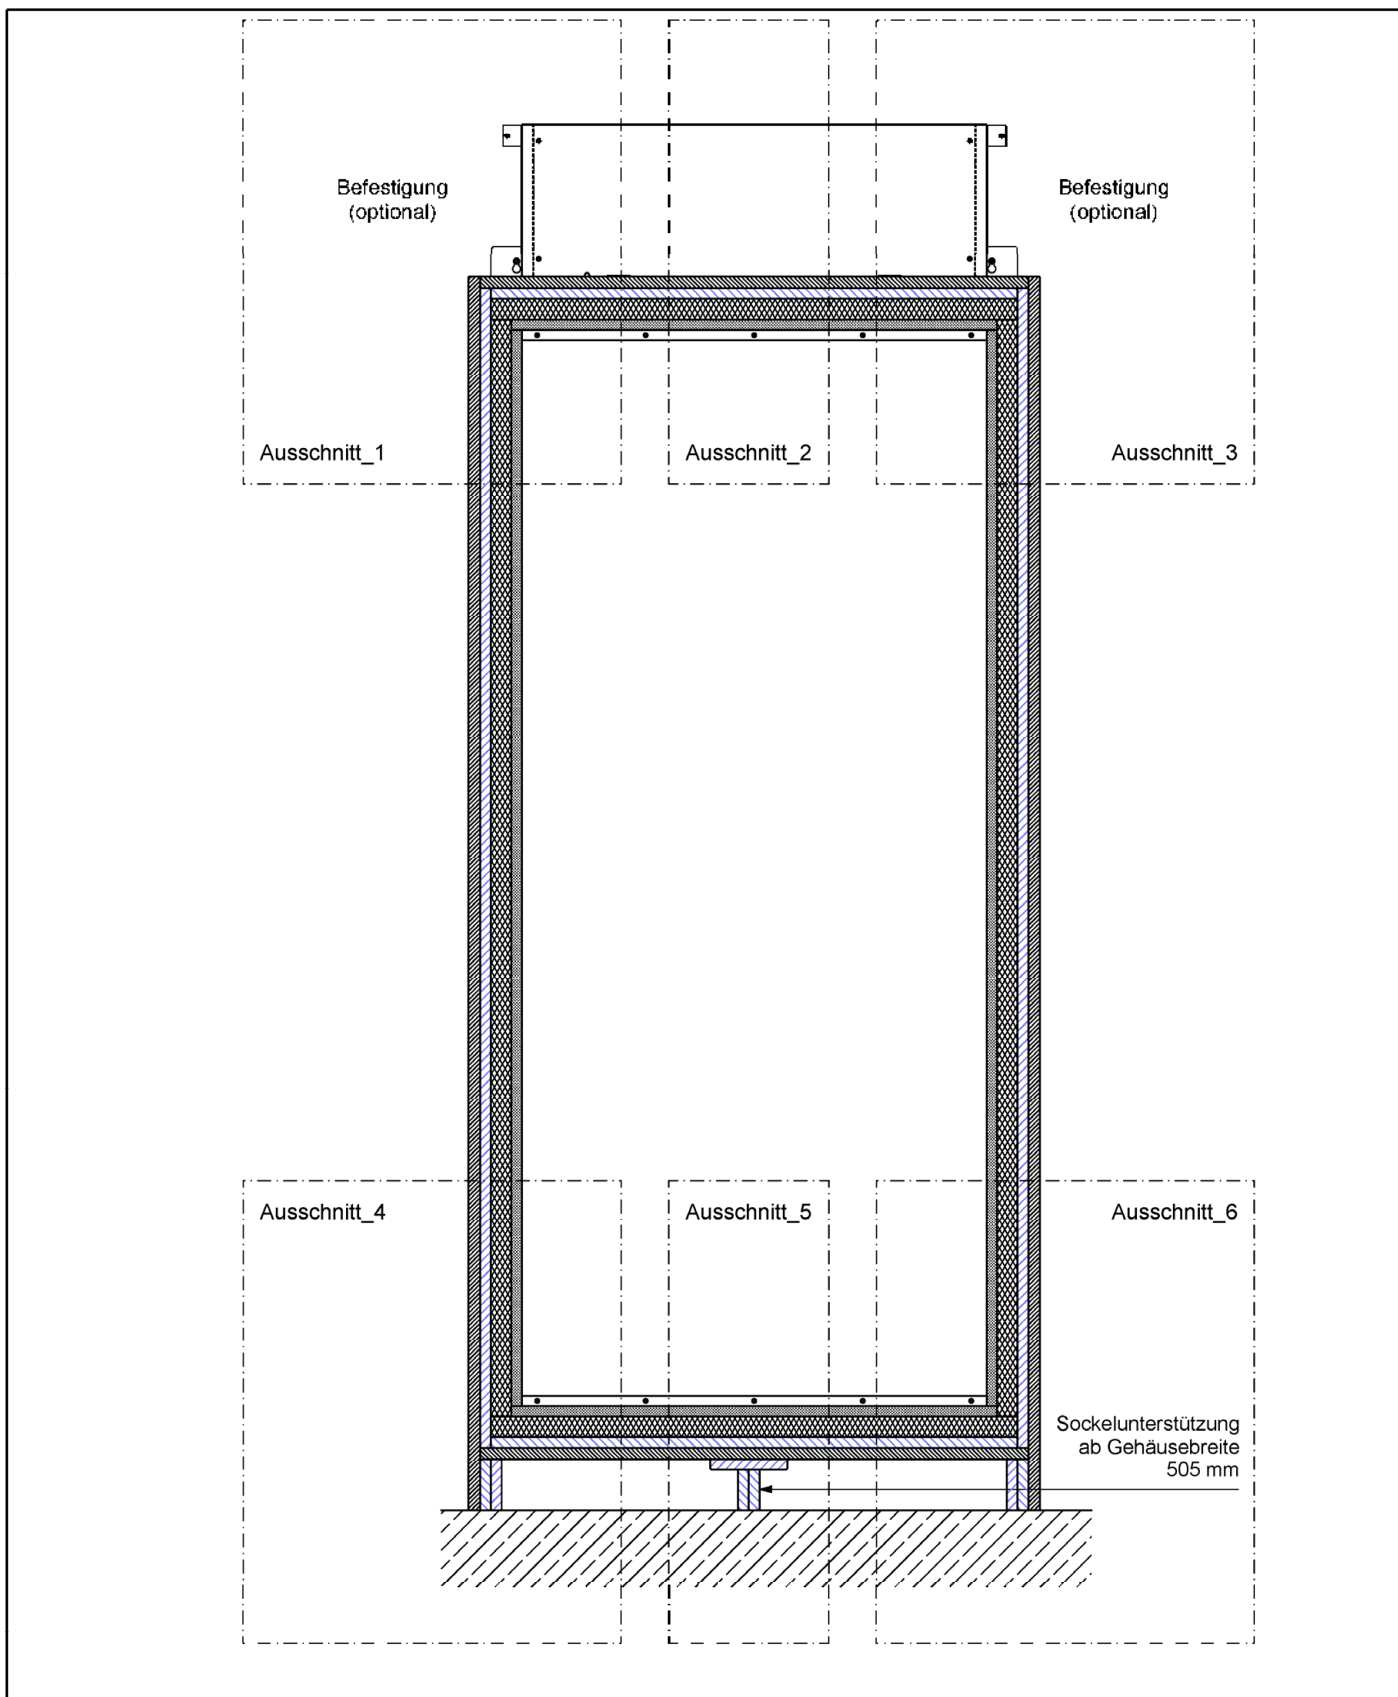 Befestigung
(optional)
Befestigung
(optional)
Ausschnitt_1
Ausschnitt_2
Ausschnitt_3
Ausschnitt_4
Ausschnitt_5
Ausschnitt_6
Sockelunterstützung
ab Gehäusebreite
505 mm